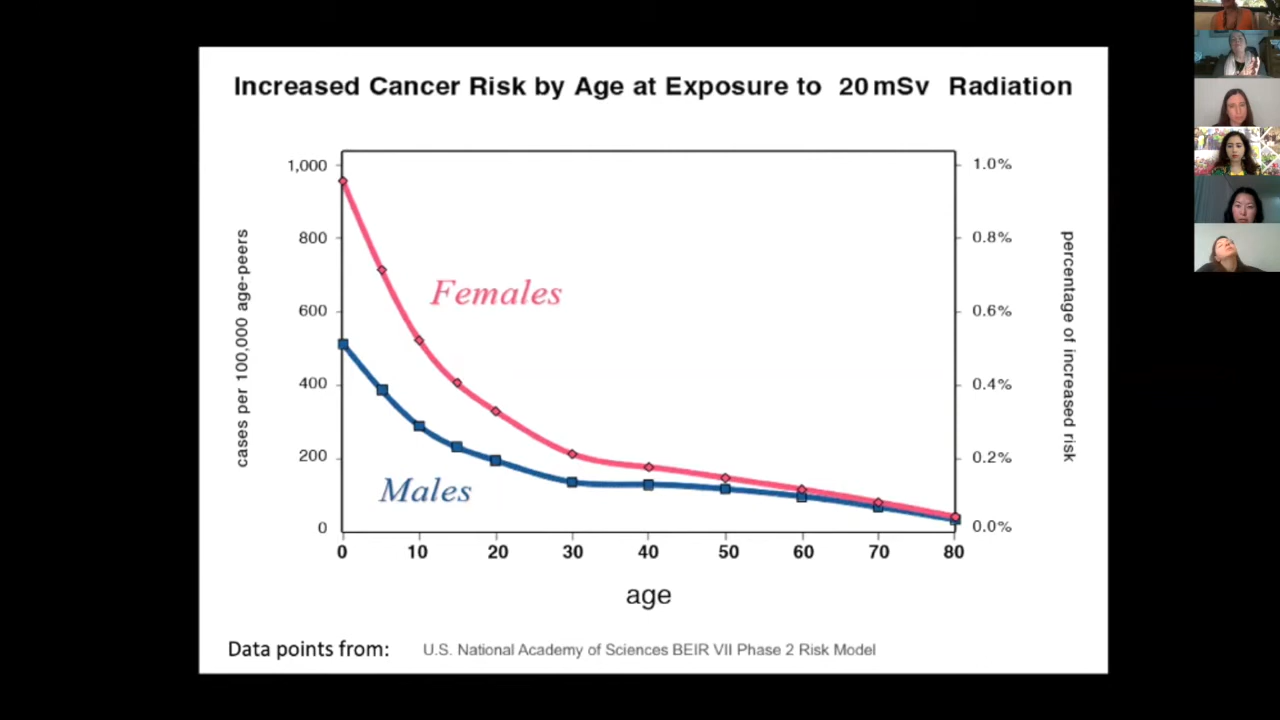 Increased Cancer Risk by Age at Exposure to 20 mSv Radiation
cases per 100,000 age-peers
1,000
800
600
400
200
0
Females
Males
1.0%
0.8%
0.6%
0.4%
0.2%
0.0%
percentage of increased risk
0 10 20 30 40 50 60 70 80
age
Data points from: U.S. National Academy of Sciences BEIR VII Phase 2 Risk Model